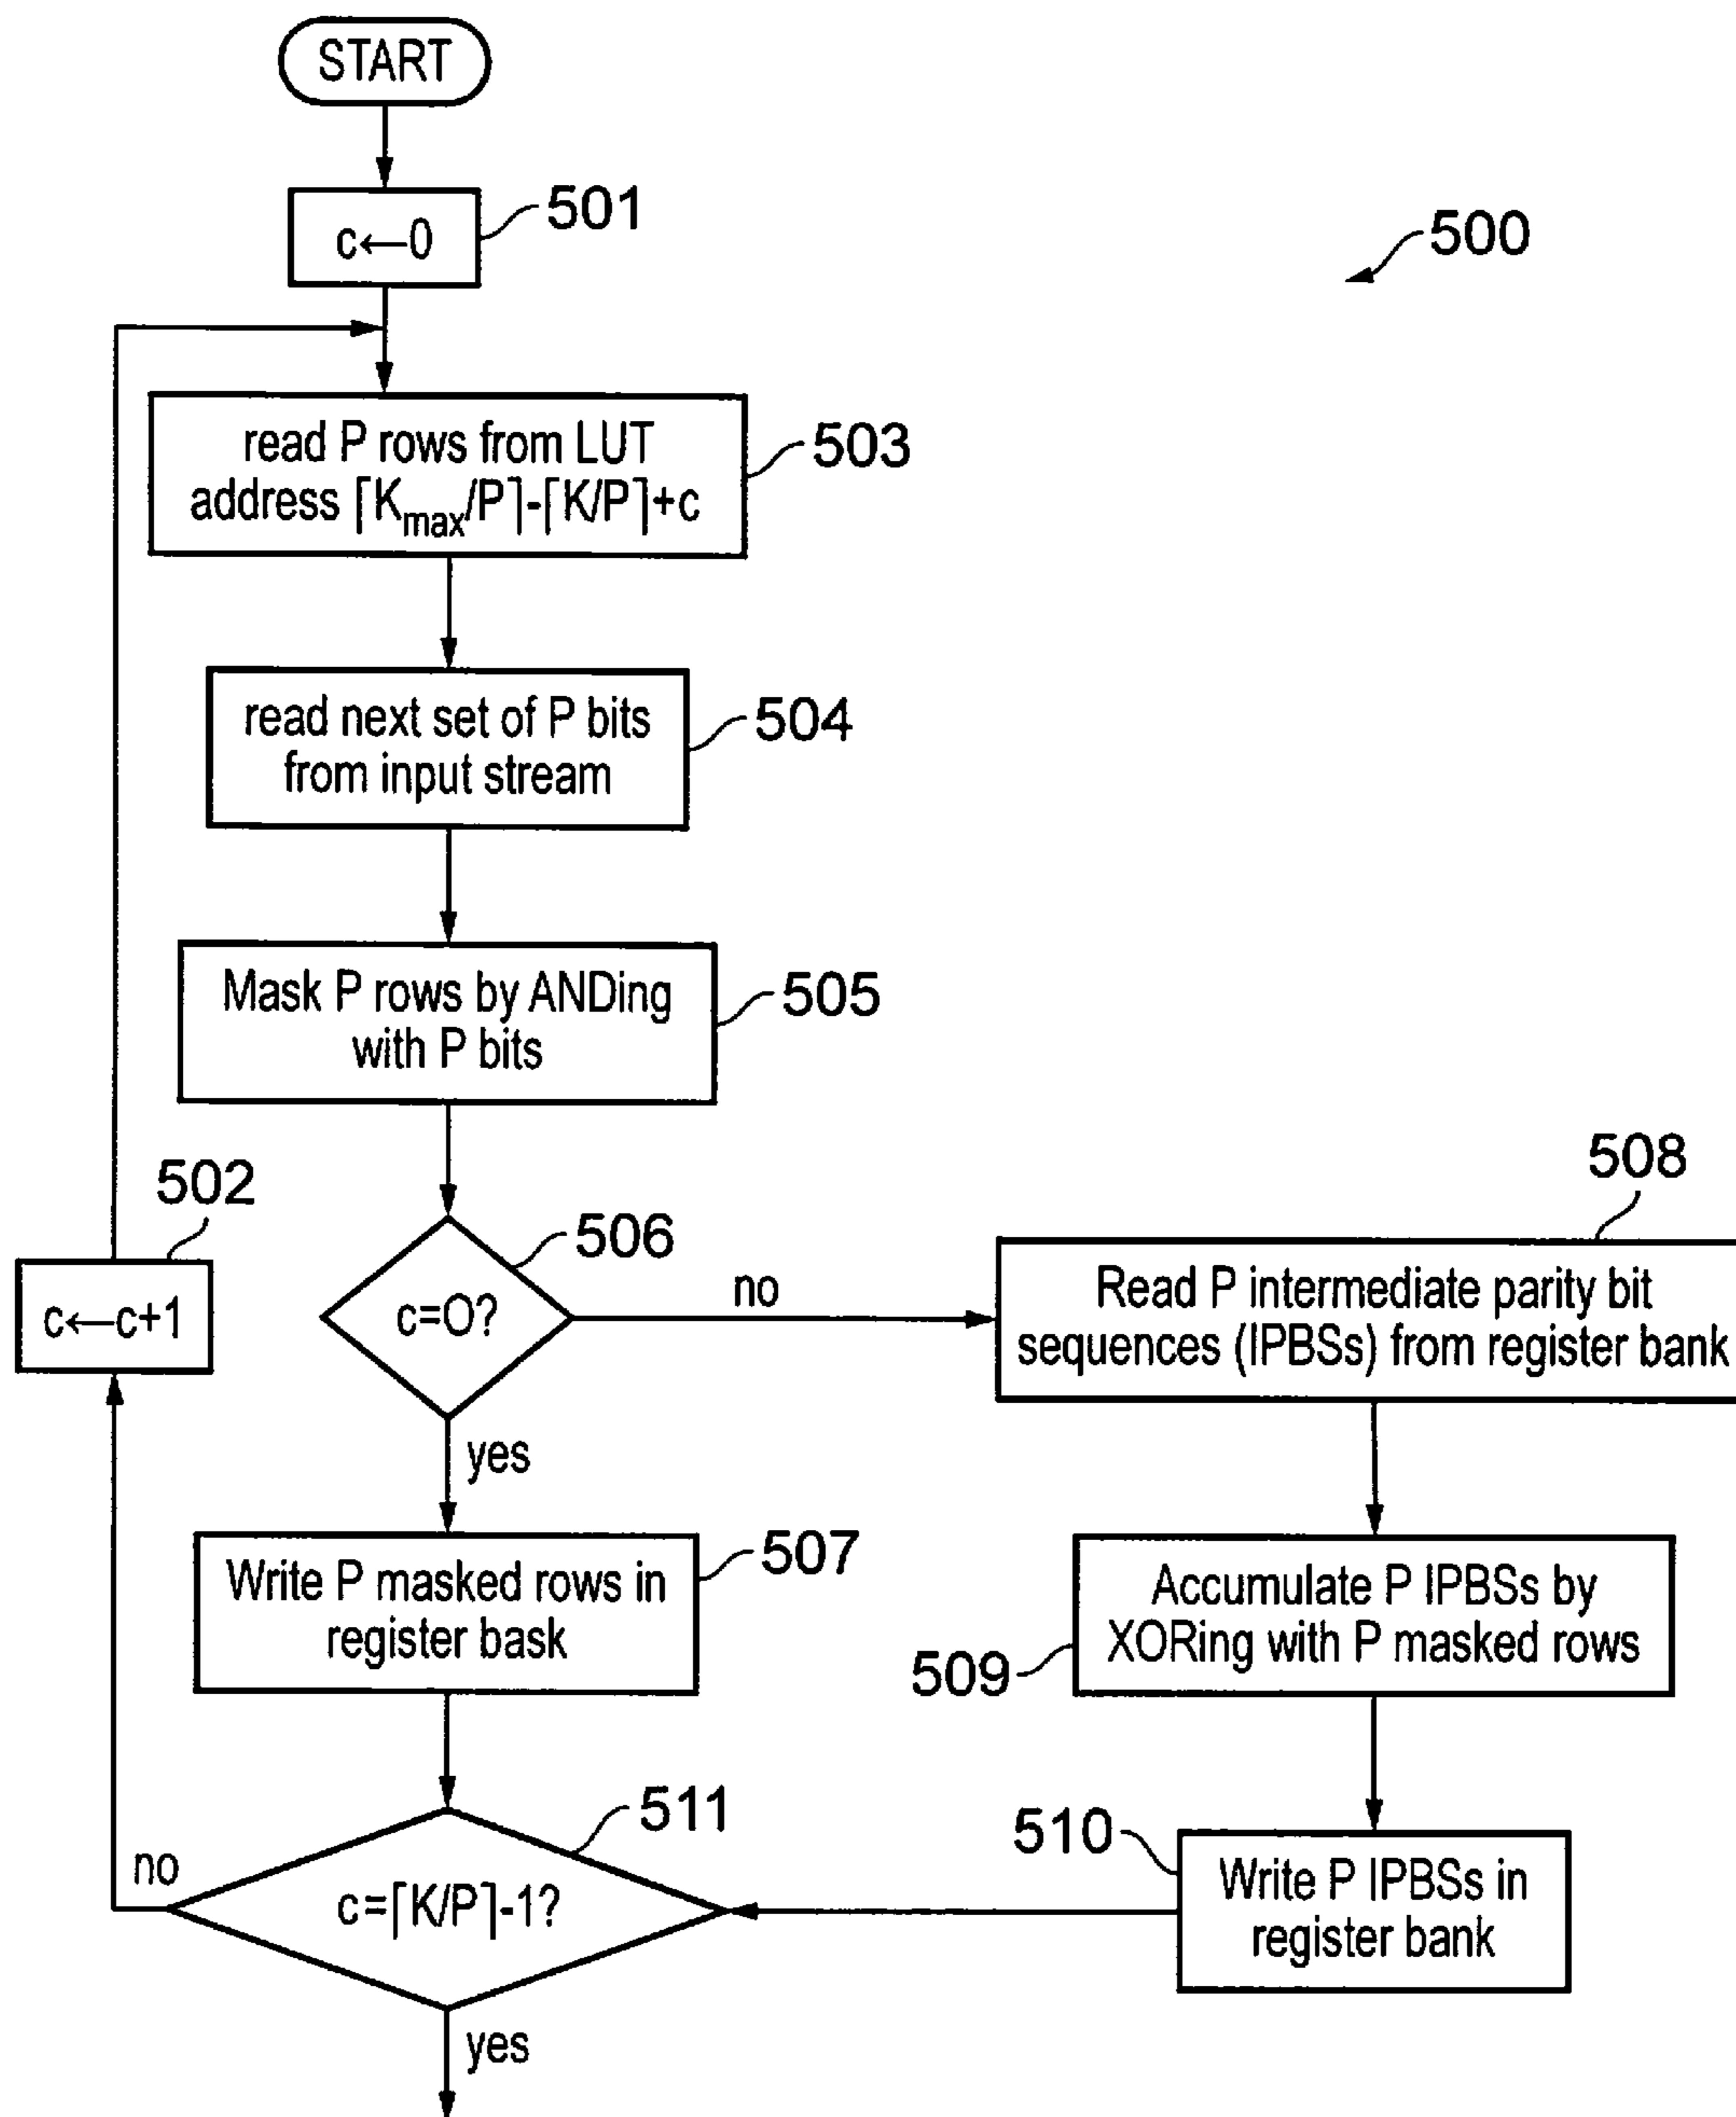 START
c←0
501
500
read P rows from LUT
address ⌈Kmax/P⌉-⌈K/P⌉+c
503
read next set of P bits
from input stream
504
Mask P rows by ANDing
with P bits
505
502
c←c+1
506
c=O?
no
508
Read P intermediate parity bit
sequences (IPBSs) from register bank
yes
Write P masked rows in
register bask
507
Accumulate P IPBSs by
XORing with P masked rows
509
511
c=⌈K/P⌉-1?
no
510
Write P IPBSs in
register bank
yes